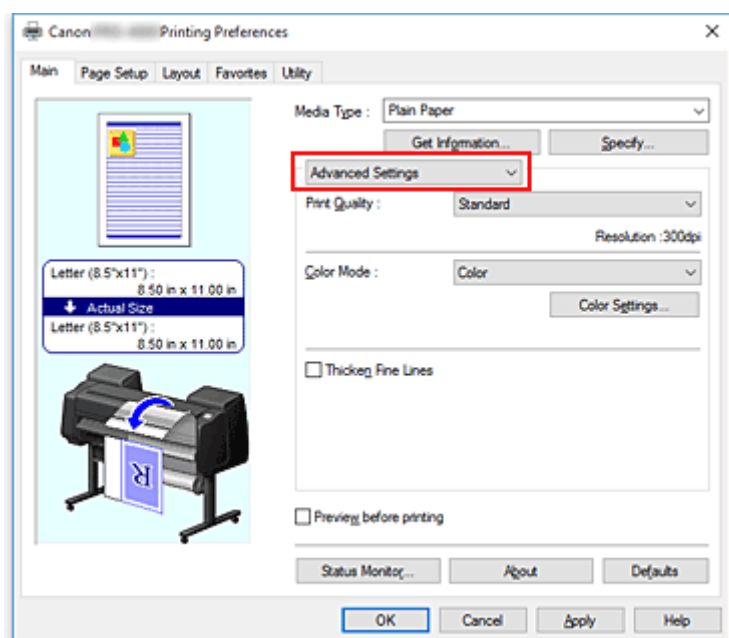 Canon Printing Preferences
Main Page Setup Layout Favorites Utility
Media Type : Plain Paper
Get Information... Specify...
Advanced Settings
Print Quality : Standard
Resolution :300dpi
Color Mode : Color
Color Settings...
Thicken Fine Lines
Letter (8.5"x11") :
8.50 in x 11.00 in
Actual Size
Letter (8.5"x11") :
8.50 in x 11.00 in
R
Preview before printing
Status Monitor... About Defaults
OK Cancel Apply Help